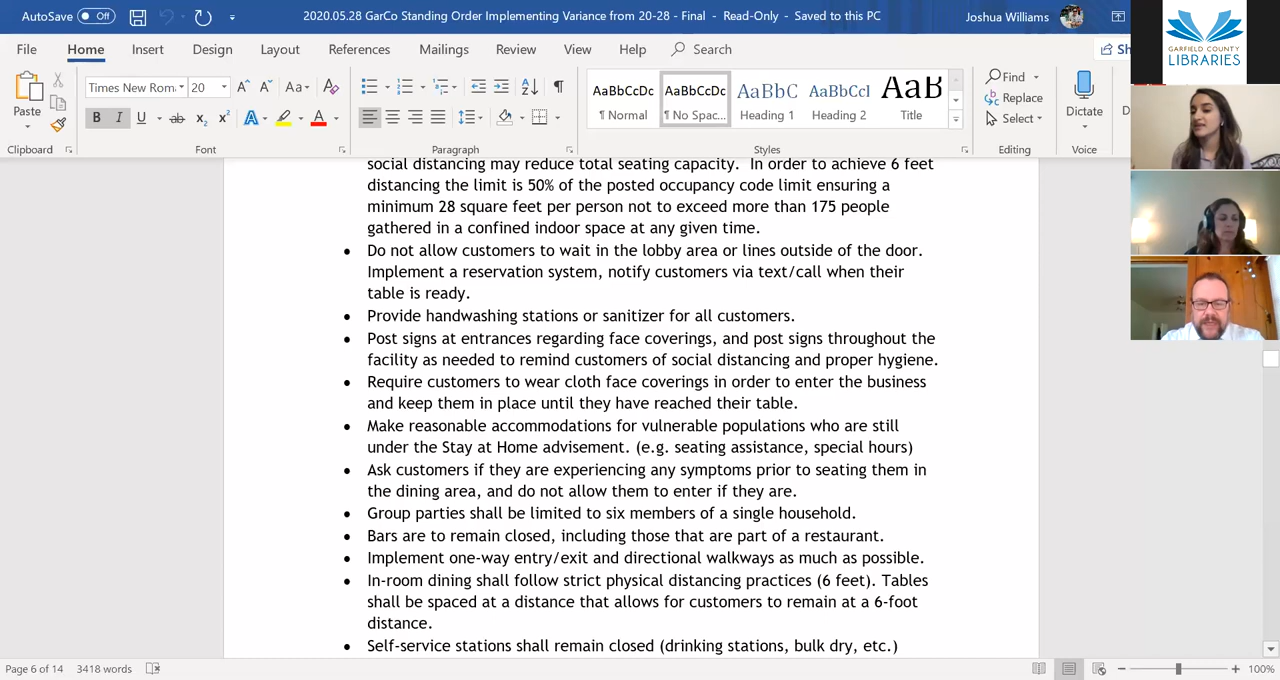 AutoSave Off 2020.05.28 GarCo Standing Order Implementing Variance from 20-28 - Final - Read-Only - Saved to this PC Joshua Williams
File Home Insert Design Layout References Mailings Review View Help Search Sh
GARFIELD COUNTY
LIBRARIES
Paste
Clipboard
Times New Rom 20 Aa
B I U ab x₂ x² A A
Font
Paragraph
AaBbCcDc AaBbCcDc AaBbC AaBbCcI AaB
¶ Normal ¶ No Spac... Heading 1 Heading 2 Title
Styles
Find
Replace
Select
Editing
Dictate
Voice
D
social distancing may reduce total seating capacity. In order to achieve 6 feet
distancing the limit is 50% of the posted occupancy code limit ensuring a
minimum 28 square feet per person not to exceed more than 175 people
gathered in a confined indoor space at any given time.
• Do not allow customers to wait in the lobby area or lines outside of the door.
Implement a reservation system, notify customers via text/call when their
table is ready.
• Provide handwashing stations or sanitizer for all customers.
• Post signs at entrances regarding face coverings, and post signs throughout the
facility as needed to remind customers of social distancing and proper hygiene.
• Require customers to wear cloth face coverings in order to enter the business
and keep them in place until they have reached their table.
• Make reasonable accommodations for vulnerable populations who are still
under the Stay at Home advisement. (e.g. seating assistance, special hours)
• Ask customers if they are experiencing any symptoms prior to seating them in
the dining area, and do not allow them to enter if they are.
• Group parties shall be limited to six members of a single household.
• Bars are to remain closed, including those that are part of a restaurant.
• Implement one-way entry/exit and directional walkways as much as possible.
• In-room dining shall follow strict physical distancing practices (6 feet). Tables
shall be spaced at a distance that allows for customers to remain at a 6-foot
distance.
• Self-service stations shall remain closed (drinking stations, bulk dry, etc.)
Page 6 of 14 3418 words 100%